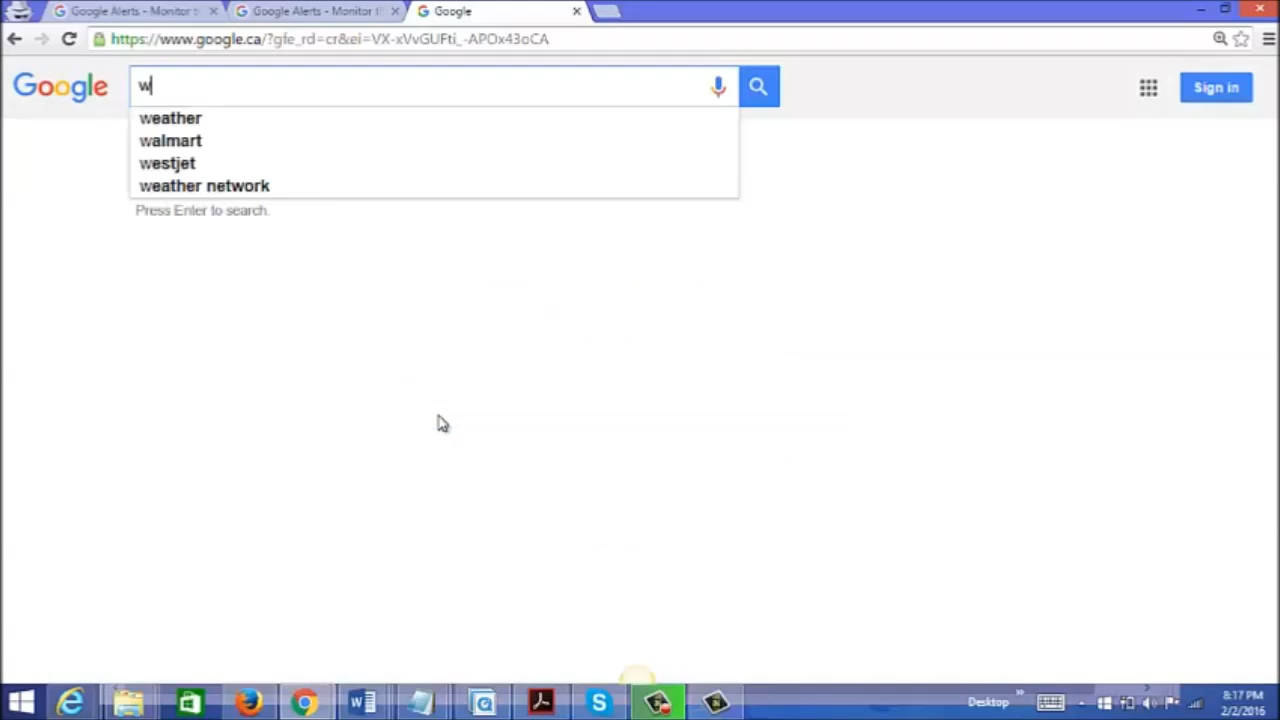 Google Alerts - Monitor t
Google Alerts - Monitor t
Google
https://www.google.ca/?gfe_rd=cr&ei=VX-xVvGUFti_-APOx43oCA
Google
w
Sign in
weather
walmart
westjet
weather network
Press Enter to search.
Desktop
8:17 PM
2/2/2016